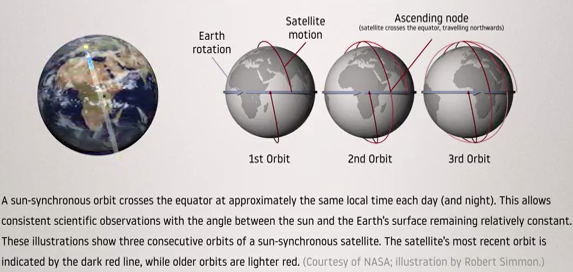 Ascending node
(satellite crosses the equator, travelling northwards)
Satellite
motion
Earth
rotation
1st Orbit
2nd Orbit
3rd Orbit
A sun-synchronous orbit crosses the equator at approximately the same local time each day (and night). This allows
consistent scientific observations with the angle between the sun and the Earth's surface remaining relatively constant.
These illustrations show three consecutive orbits of a sun-synchronous satellite. The satellite's most recent orbit is
indicated by the dark red line, while older orbits are lighter red. (Courtesy of NASA; illustration by Robert Simmon.)